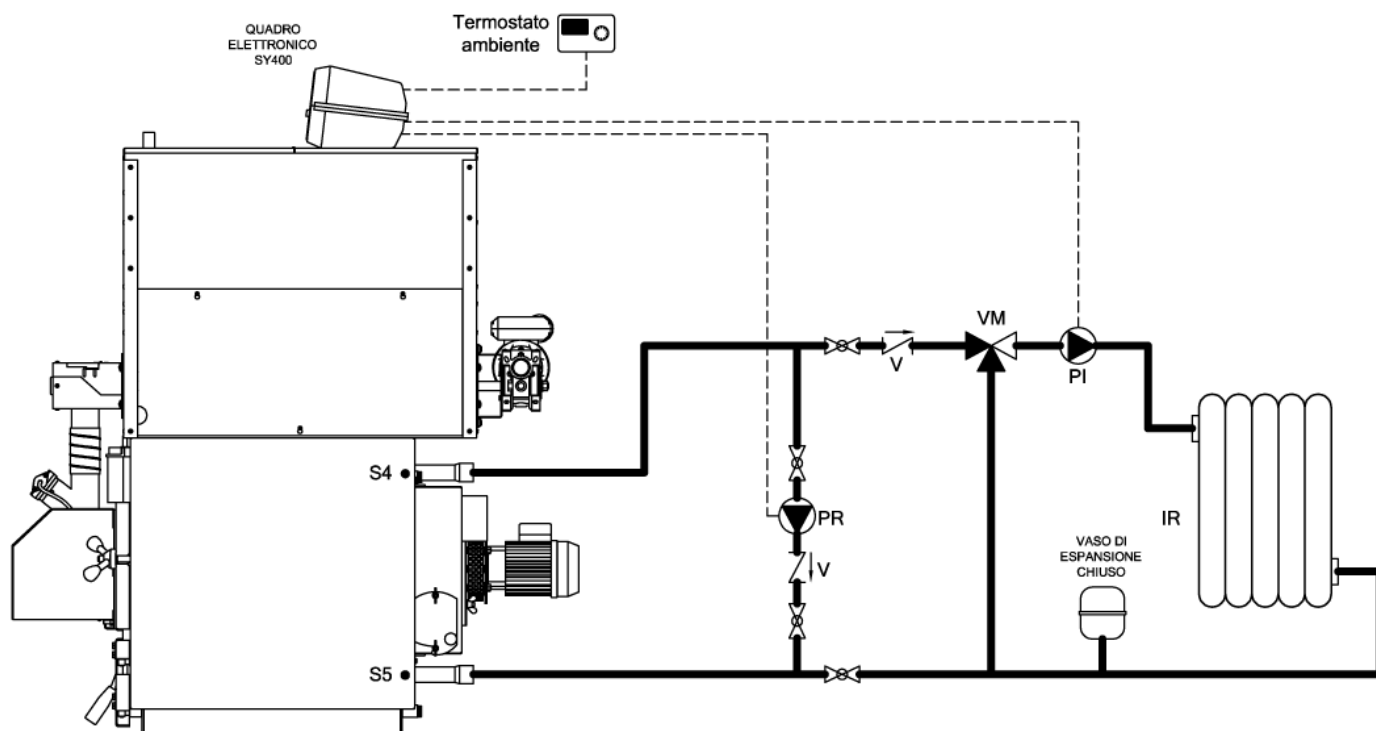 QUADRO
ELETTRONICO
SY400
Termostato
ambiente
VM
V
PI
S4
PR
IR
V
VASO DI
ESPANSIONE
CHIUSO
S5